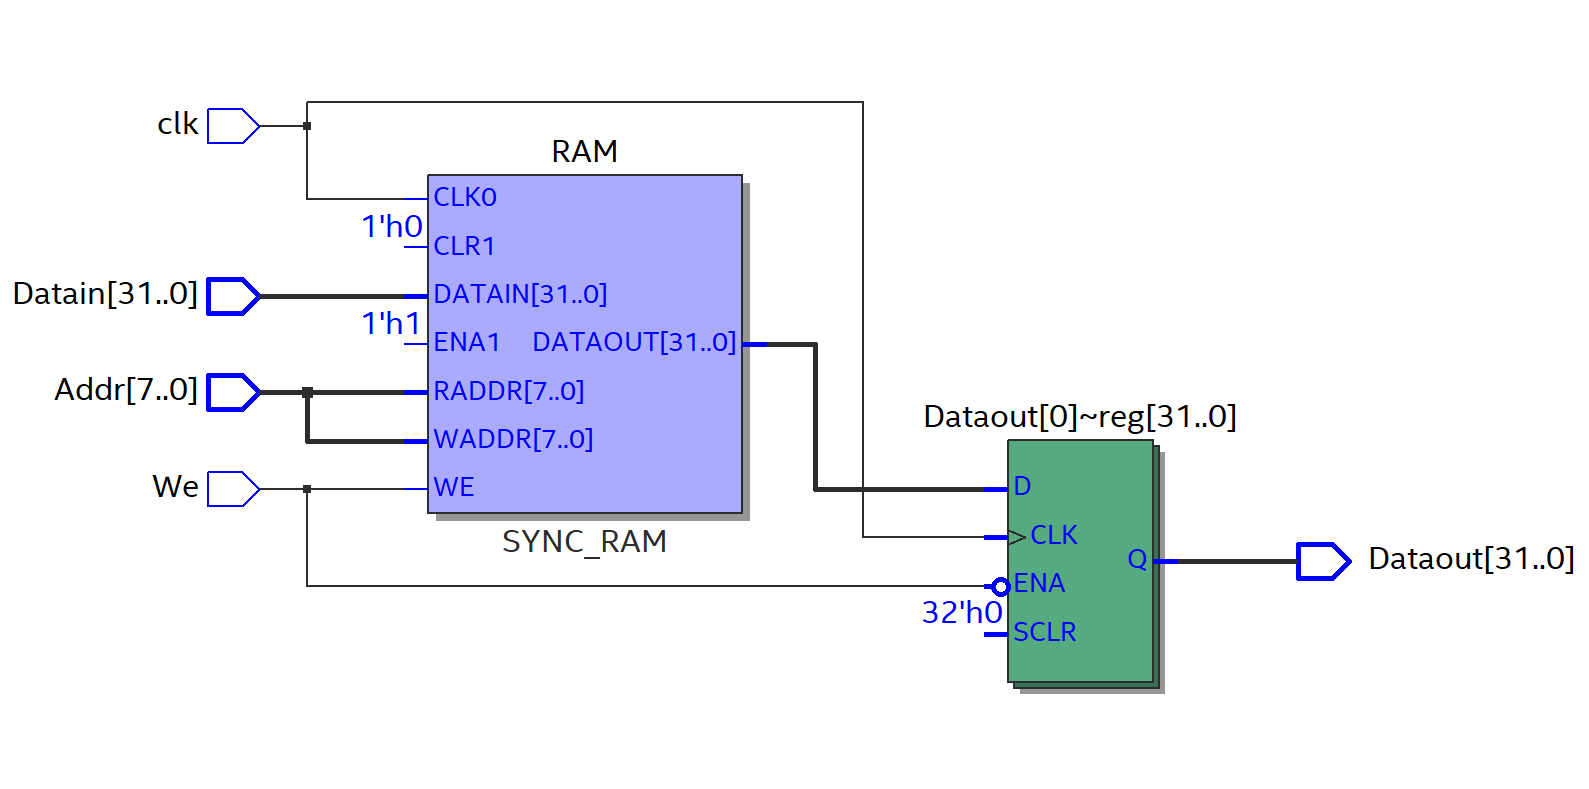 clk
RAM
CLK0
1'h0
CLR1
Datain[31..0]
DATAIN[31..0]
1'h1
ENA1
DATAOUT[31..0]
Addr[7..0]
RADDR[7..0]
WADDR[7..0]
We
WE
SYNC_RAM
Dataout[0]~reg[31..0]
D
CLK
Q
Dataout[31..0]
ENA
32'h0
SCLR